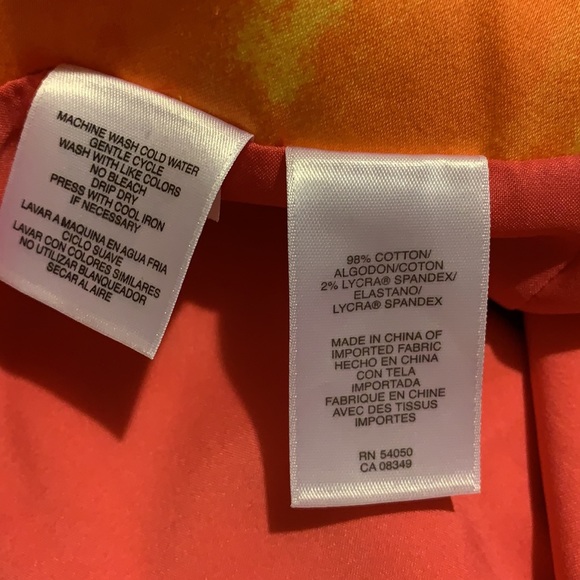 MACHINE WASH COLD WATER
GENTLE CYCLE
WASH WITH LIKE COLORS
NO BLEACH
DRIP DRY
PRESS WITH COOL IRON
IF NECESSARY
LAVAR A MAQUINA EN AGUA FRIA
CICLO SUAVE
LAVAR CON COLORES SIMILARES
NO UTILIZAR BLANQUEADOR
SECAR AL AIRE
98% COTTON/
ALGODON/COTON
2% LYCRA® SPANDEX/
ELASTANO/
LYCRA® SPANDEX
MADE IN CHINA OF
IMPORTED FABRIC
HECHO EN CHINA
CON TELA
IMPORTADA
FABRIQUE EN CHINE
AVEC DES TISSUS
IMPORTES
RN 54050
CA 08349